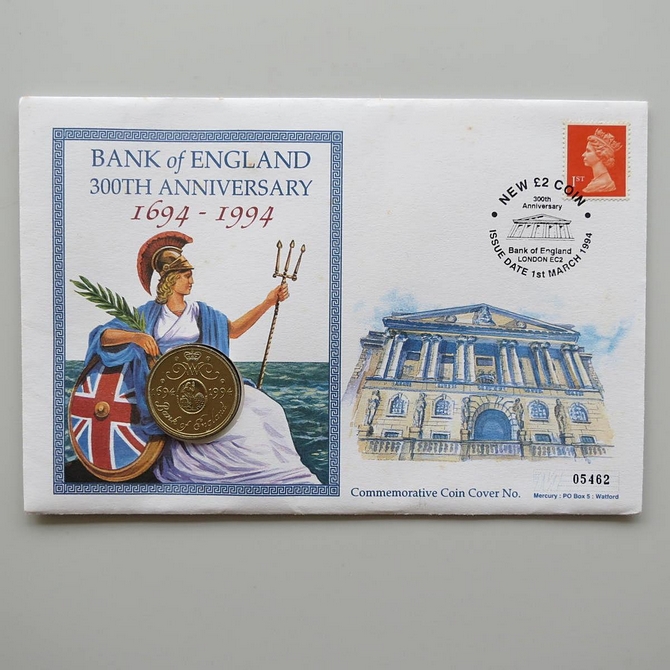 BANK of ENGLAND
300TH ANNIVERSARY
1694 - 1994
1694 1994
Bank of England
1ST
NEW £2 COIN
300th
Anniversary
Bank of England
LONDON EC2
ISSUE DATE 1st MARCH 1994
Commemorative Coin Cover No.
05462
Mercury : PO Box 5 : Watford